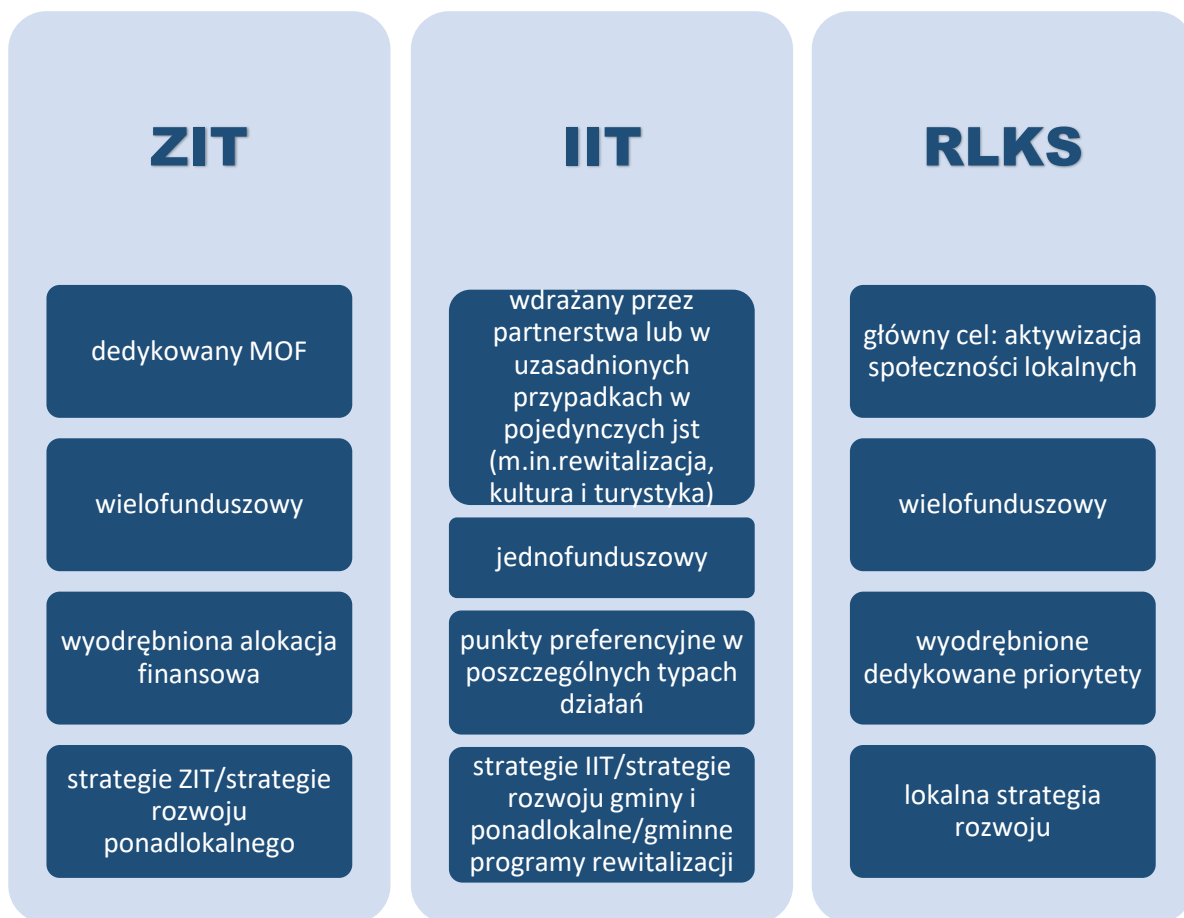 ZIT
dedykowany MOF
wielofunduszowy
wyodrębniona alokacja
finansowa
strategie ZIT/strategie
rozwoju
ponadlokalnego
IIT
wdrażany przez
partnerstwa lub w
uzasadnionych
przypadkach w
pojedynczych jst
(m.in.rewitalizacja,
kultura i turystyka)
jednofunduszowy
punkty preferencyjne w
poszczególnych typach
działań
strategie IIT/strategie
rozwoju gminy i
ponadlokalne/gminne
programy rewitalizacji
RLKS
główny cel: aktywizacja
społeczności lokalnych
wielofunduszowy
wyodrębnione
dedykowane priorytety
lokalna strategia
rozwoju